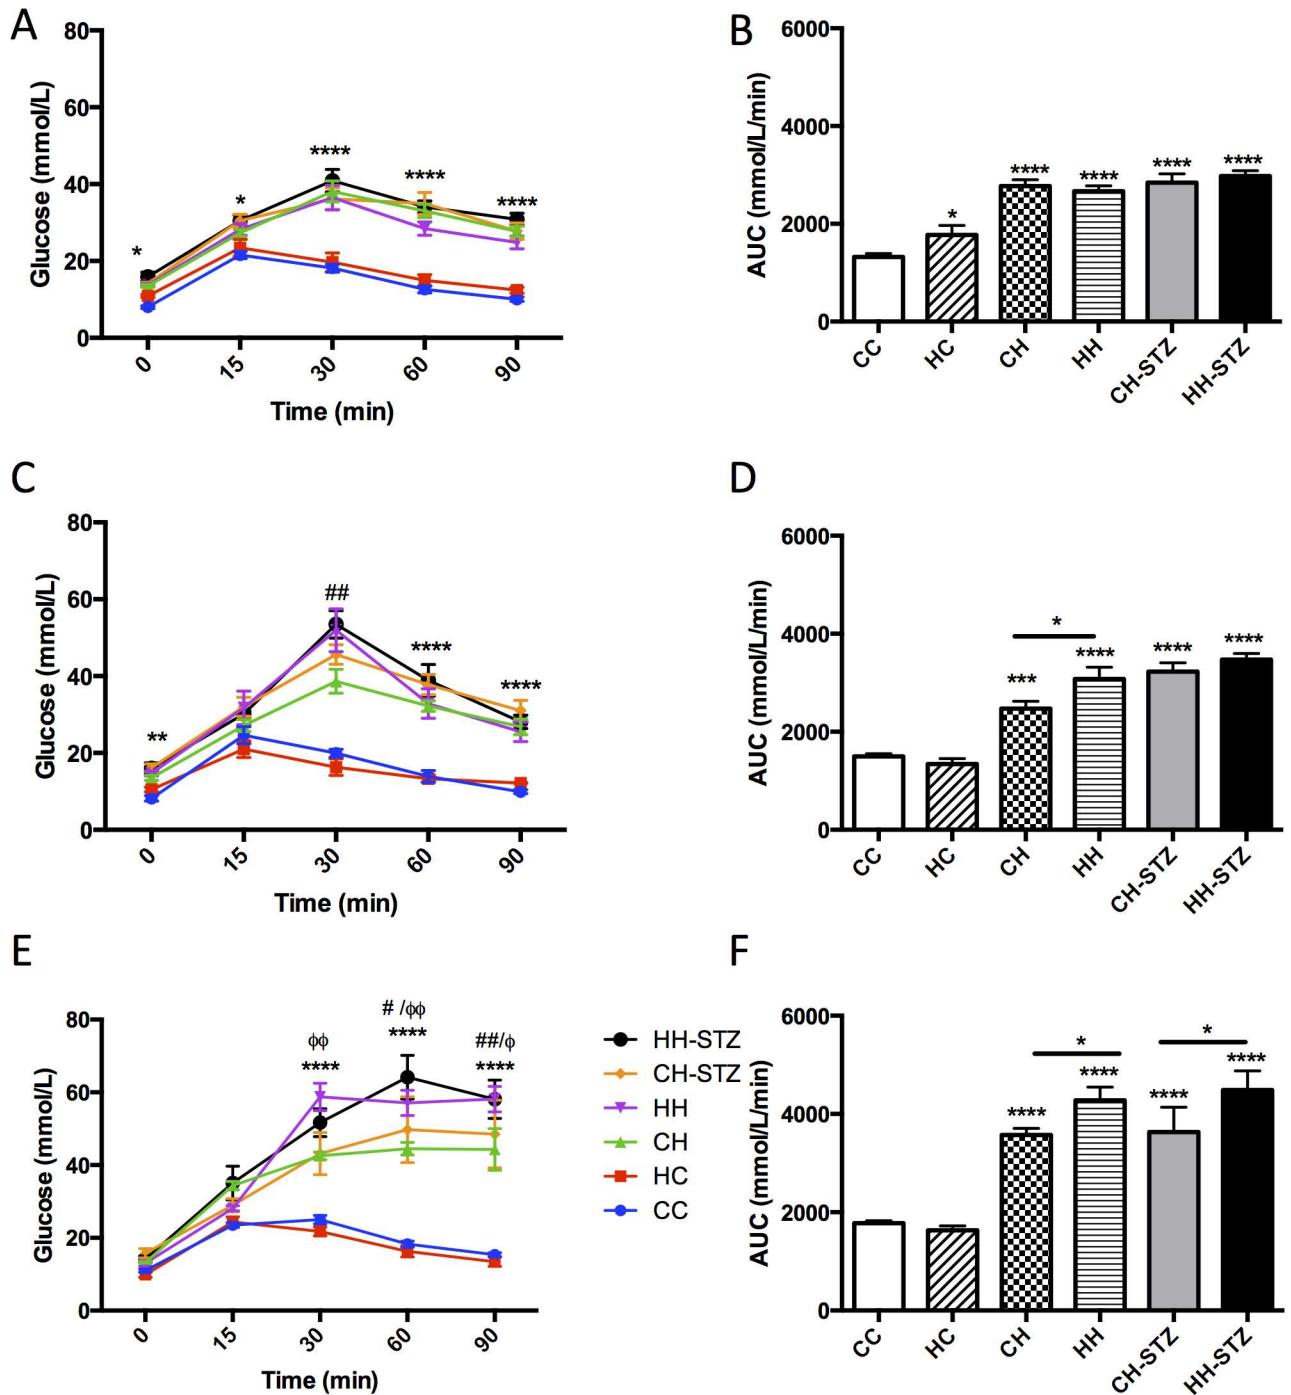 A
80
60
40
20
0
Glucose (mmol/L)
*
*
****
****
****
0
15
30
60
90
Time (min)
B
6000
4000
2000
0
AUC (mmol/L/min)
*
****
****
****
****
CC
HC
CH
HH
CH-STZ
HH-STZ
C
80
60
40
20
0
Glucose (mmol/L)
**
##
****
****
0
15
30
60
90
Time (min)
D
6000
4000
2000
0
AUC (mmol/L/min)
*
***
****
****
****
CC
HC
CH
HH
CH-STZ
HH-STZ
E
80
60
40
20
0
Glucose (mmol/L)
ϕϕ
****
# /ϕϕ
****
##/ϕ
****
0
15
30
60
90
Time (min)
HH-STZ
CH-STZ
HH
CH
HC
CC
F
6000
4000
2000
0
AUC (mmol/L/min)
*
*
****
****
****
****
CC
HC
CH
HH
CH-STZ
HH-STZ